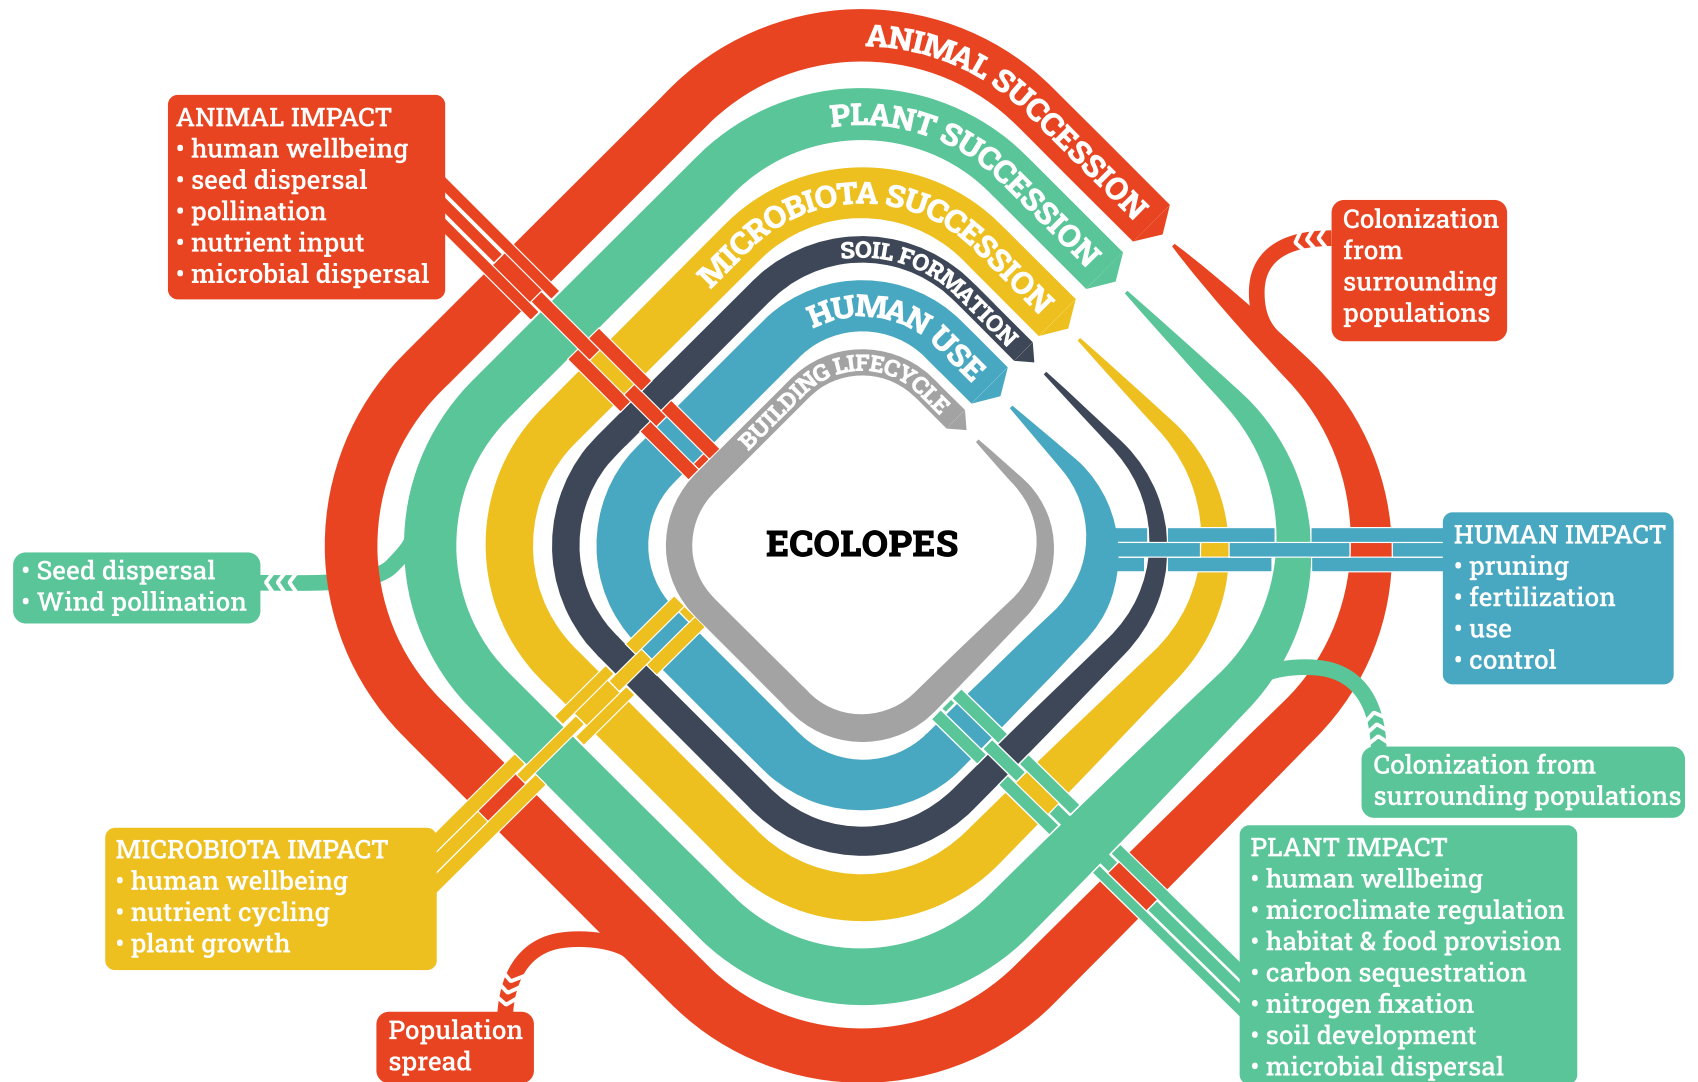 ANIMAL SUCCESSION
PLANT SUCCESSION
MICROBIOTA SUCCESSION
SOIL FORMATION
HUMAN USE
BUILDING LIFECYCLE
ECOLOPES
ANIMAL IMPACT
• human wellbeing
• seed dispersal
• pollination
• nutrient input
• microbial dispersal
Colonization
from
surrounding
populations
• Seed dispersal
• Wind pollination
HUMAN IMPACT
• pruning
• fertilization
• use
• control
Colonization from
surrounding populations
MICROBIOTA IMPACT
• human wellbeing
• nutrient cycling
• plant growth
PLANT IMPACT
• human wellbeing
• microclimate regulation
• habitat & food provision
• carbon sequestration
• nitrogen fixation
• soil development
• microbial dispersal
Population
spread